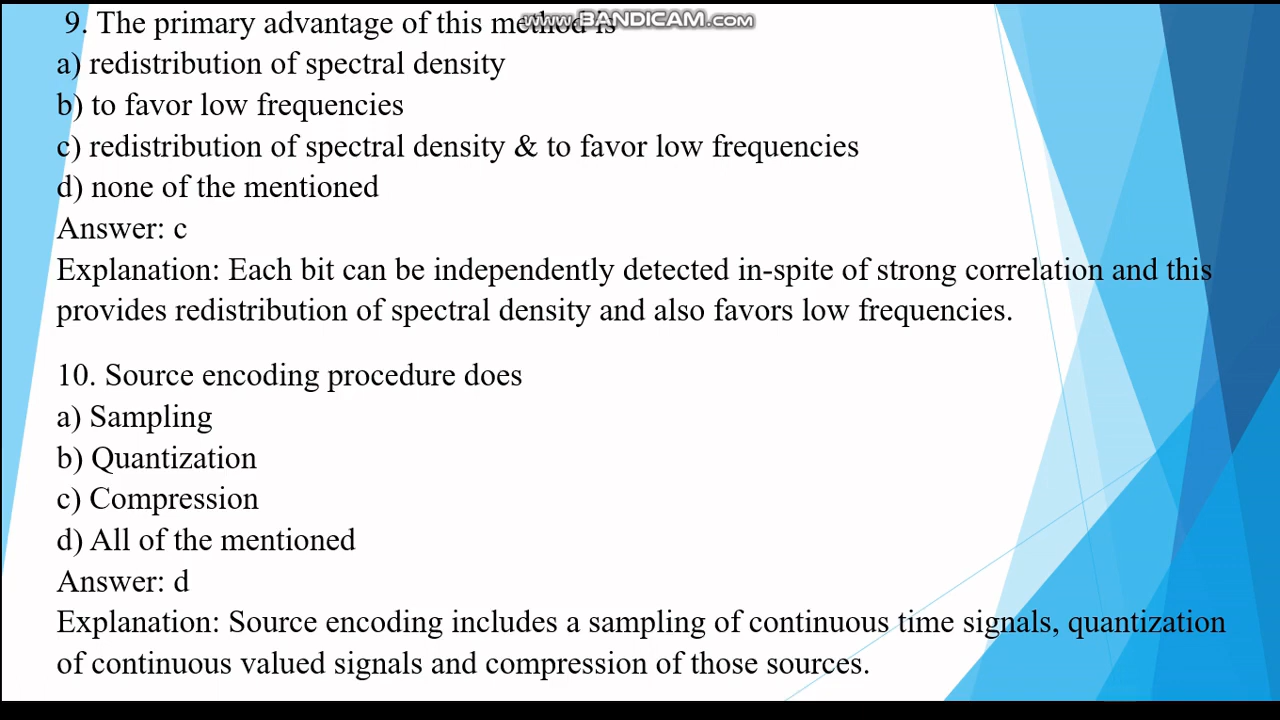 www.BANDICAM.com
9. The primary advantage of this method is
a) redistribution of spectral density
b) to favor low frequencies
c) redistribution of spectral density & to favor low frequencies
d) none of the mentioned
Answer: c
Explanation: Each bit can be independently detected in-spite of strong correlation and this
provides redistribution of spectral density and also favors low frequencies.
10. Source encoding procedure does
a) Sampling
b) Quantization
c) Compression
d) All of the mentioned
Answer: d
Explanation: Source encoding includes a sampling of continuous time signals, quantization
of continuous valued signals and compression of those sources.